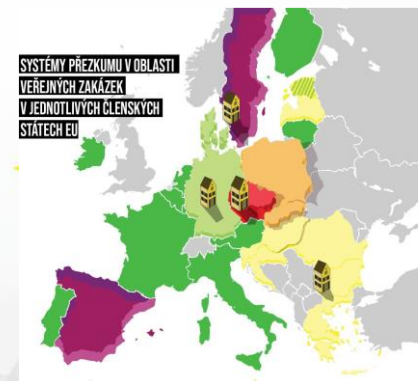 SYSTÉMY PŘEZKUMU V OBLASTI
VEŘEJNÝCH ZAKÁZEK
V JEDNOTLIVÝCH ČLENSKÝCH
STÁTECH EU